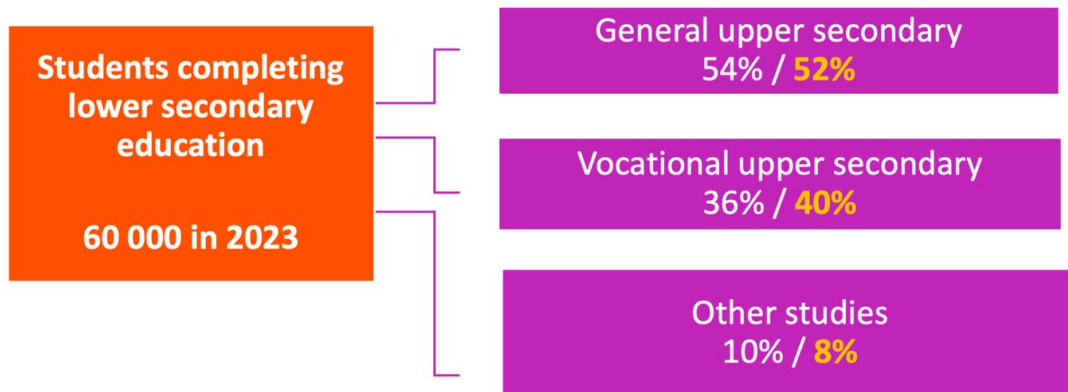 Students completing
lower secondary
education
60 000 in 2023
General upper secondary
54% / 52%
Vocational upper secondary
36% / 40%
Other studies
10% / 8%